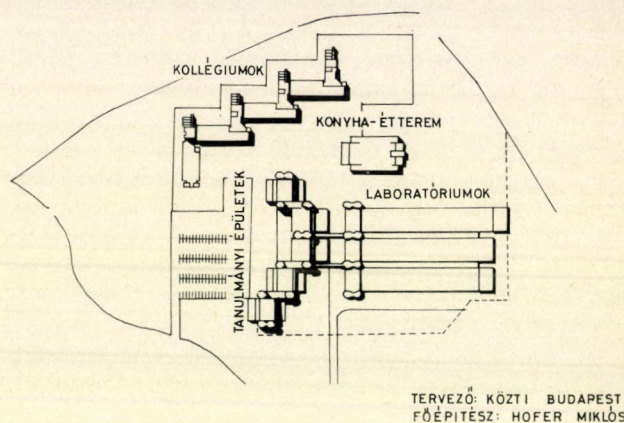 KOLLÉGIUMOK
KONYHA-ÉTTEREM
LABORATÓRIUMOK
TANULMÁNYI ÉPÜLETEK
TERVEZŐ: KÖZTI BUDAPEST
FŐÉPITÉSZ: HOFER MIKLÓS